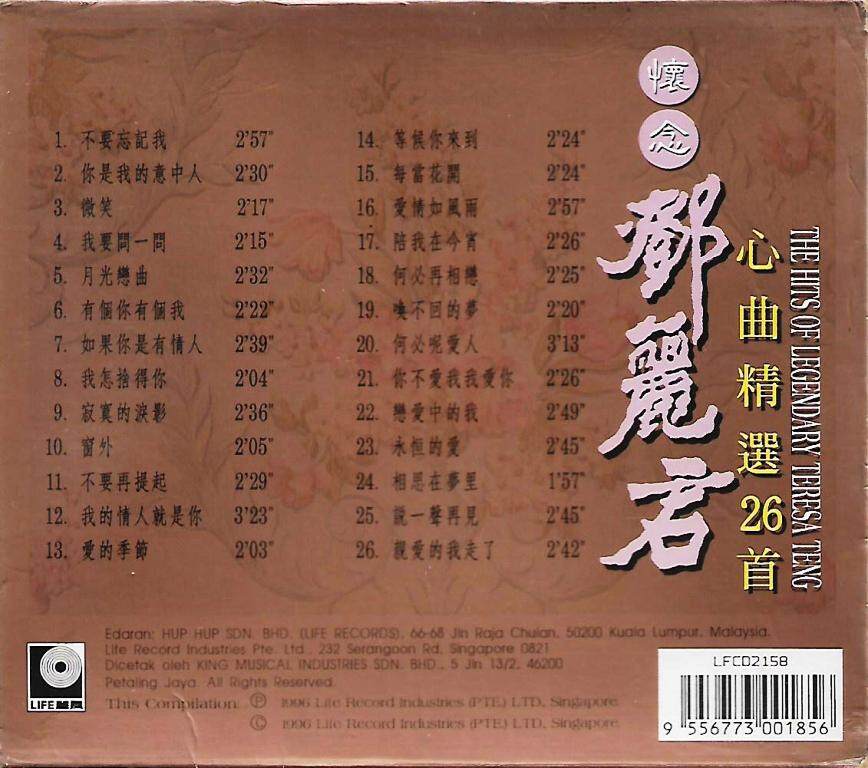 懷念
鄧麗君
心曲精選26首
THE HITS OF LEGENDARY TERESA TENG
1. 不要忘記我 2'57"
2. 你是我的意中人 2'30"
3. 微笑 2'17"
4. 我要問一問 2'15"
5. 月光戀曲 2'32"
6. 有個你有個我 2'22"
7. 如果你是有情人 2'39"
8. 我怎捨得你 2'04"
9. 寂寞的淚影 2'36"
10. 窗外 2'05"
11. 不要再提起 2'29"
12. 我的情人就是你 3'23"
13. 愛的季節 2'03"
14. 等候你來到 2'24"
15. 每當花開 2'24"
16. 愛情如風雨 2'57"
17. 陪我在今宵 2'26"
18. 何必再相戀 2'25"
19. 喚不回的夢 2'20"
20. 何必呢愛人 3'13"
21. 你不愛我我愛你 2'26"
22. 戀愛中的我 2'49"
23. 永恒的愛 2'45"
24. 相思在夢里 1'57"
25. 說一聲再見 2'45"
26. 親愛的我走了 2'42"
Edaran: HUP HUP SDN. BHD. (LIFE RECORDS), 66-68 Jln Raja Chulan, 50200 Kuala Lumpur, Malaysia.
Life Record Industries Pte. Ltd., 232 Serangoon Rd, Singapore 0821
Dicetak oleh KING MUSICAL INDUSTRIES SDN. BHD., 5 Jln 13/2, 46200
Petaling Jaya. All Rights Reserved.
This Compilation: ℗ 1996 Life Record Industries (PTE) LTD. Singapore.
© 1996 Life Record Industries (PTE) LTD. Singapore.
LIFE麗風
LFCD2158
9 556773 001856